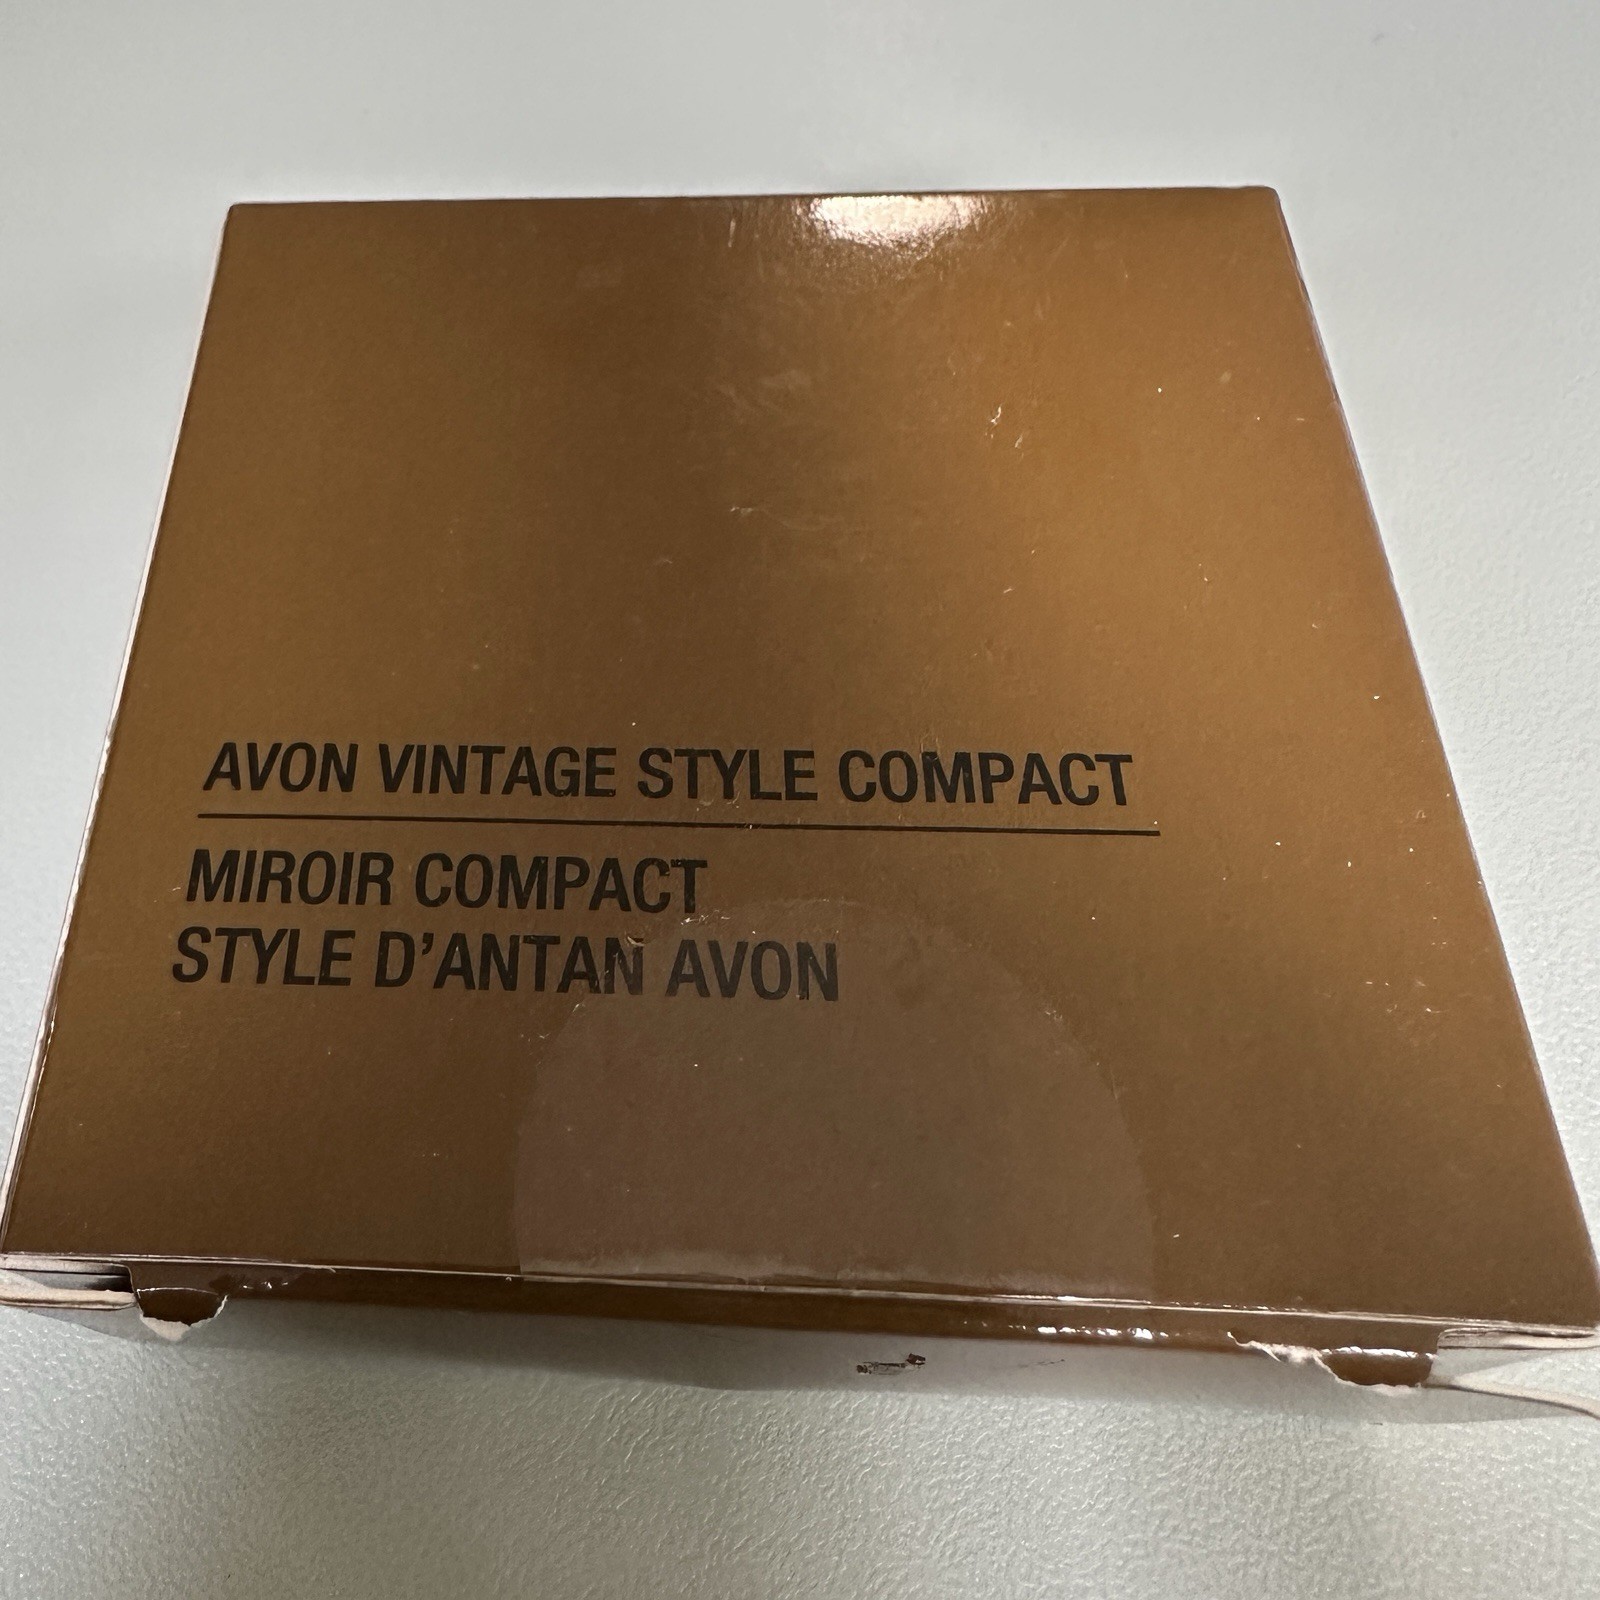 AVON VINTAGE STYLE COMPACT
MIROIR COMPACT
STYLE D'ANTAN AVON